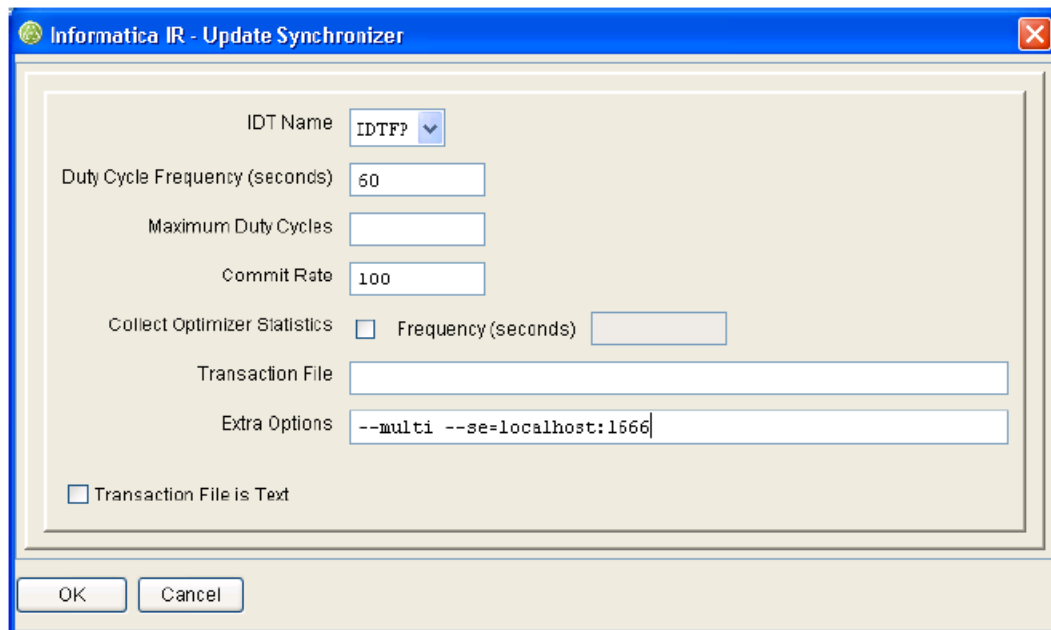 Informatica IR - Update Synchronizer
IDT Name IDTFP
Duty Cycle Frequency (seconds) 60
Maximum Duty Cycles
Commit Rate 100
Collect Optimizer Statistics Frequency (seconds)
Transaction File
Extra Options --multi --se=localhost:1666
Transaction File is Text
OK Cancel